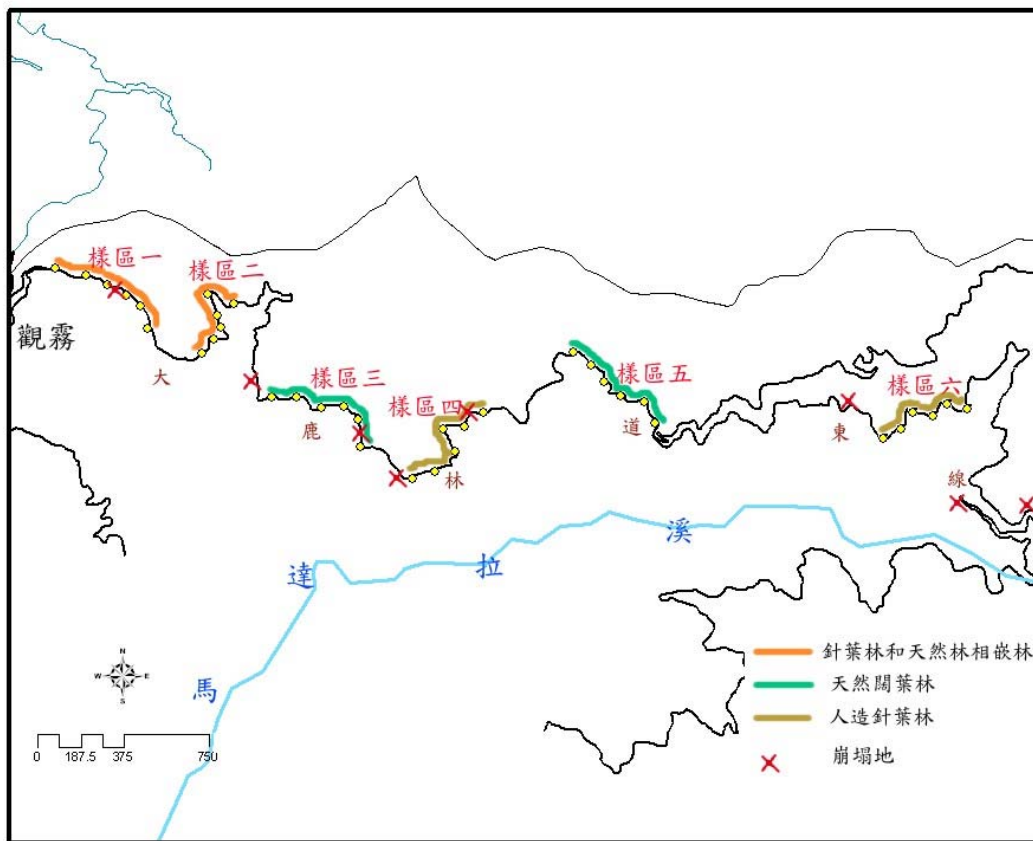 樣區一
樣區二
觀霧
大
樣區三
鹿
樣區四
林
樣區五
道
樣區六
東
線
達
拉
溪
馬
N
W
E
S
0 187.5 375 750
針葉林和天然林相嵌林
天然闊葉林
人造針葉林
崩塌地